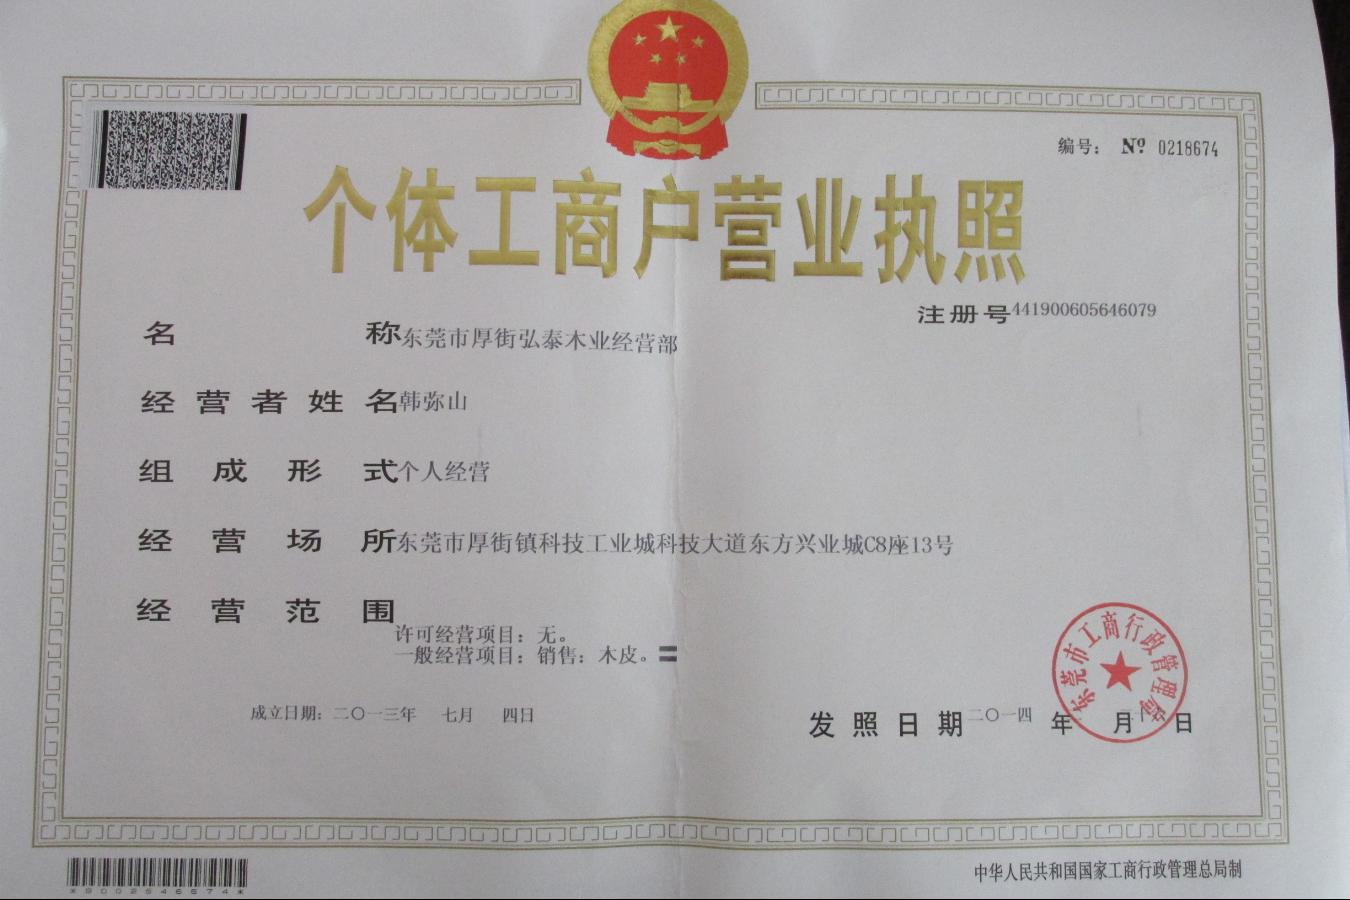 编号： Nº 0218674
个体工商户营业执照
注册号441900605646079
名称东莞市厚街弘泰木业经营部
经营者姓名韩弥山
组成形式个人经营
经营场所东莞市厚街镇科技工业城科技大道东方兴业城C8座13号
经营范围
许可经营项目：无。
一般经营项目：销售：木皮。
成立日期：二〇一三年 七月 四日
东莞市工商行政管理局
发照日期二〇一四 年 月 日
*9002546674*
中华人民共和国国家工商行政管理总局制